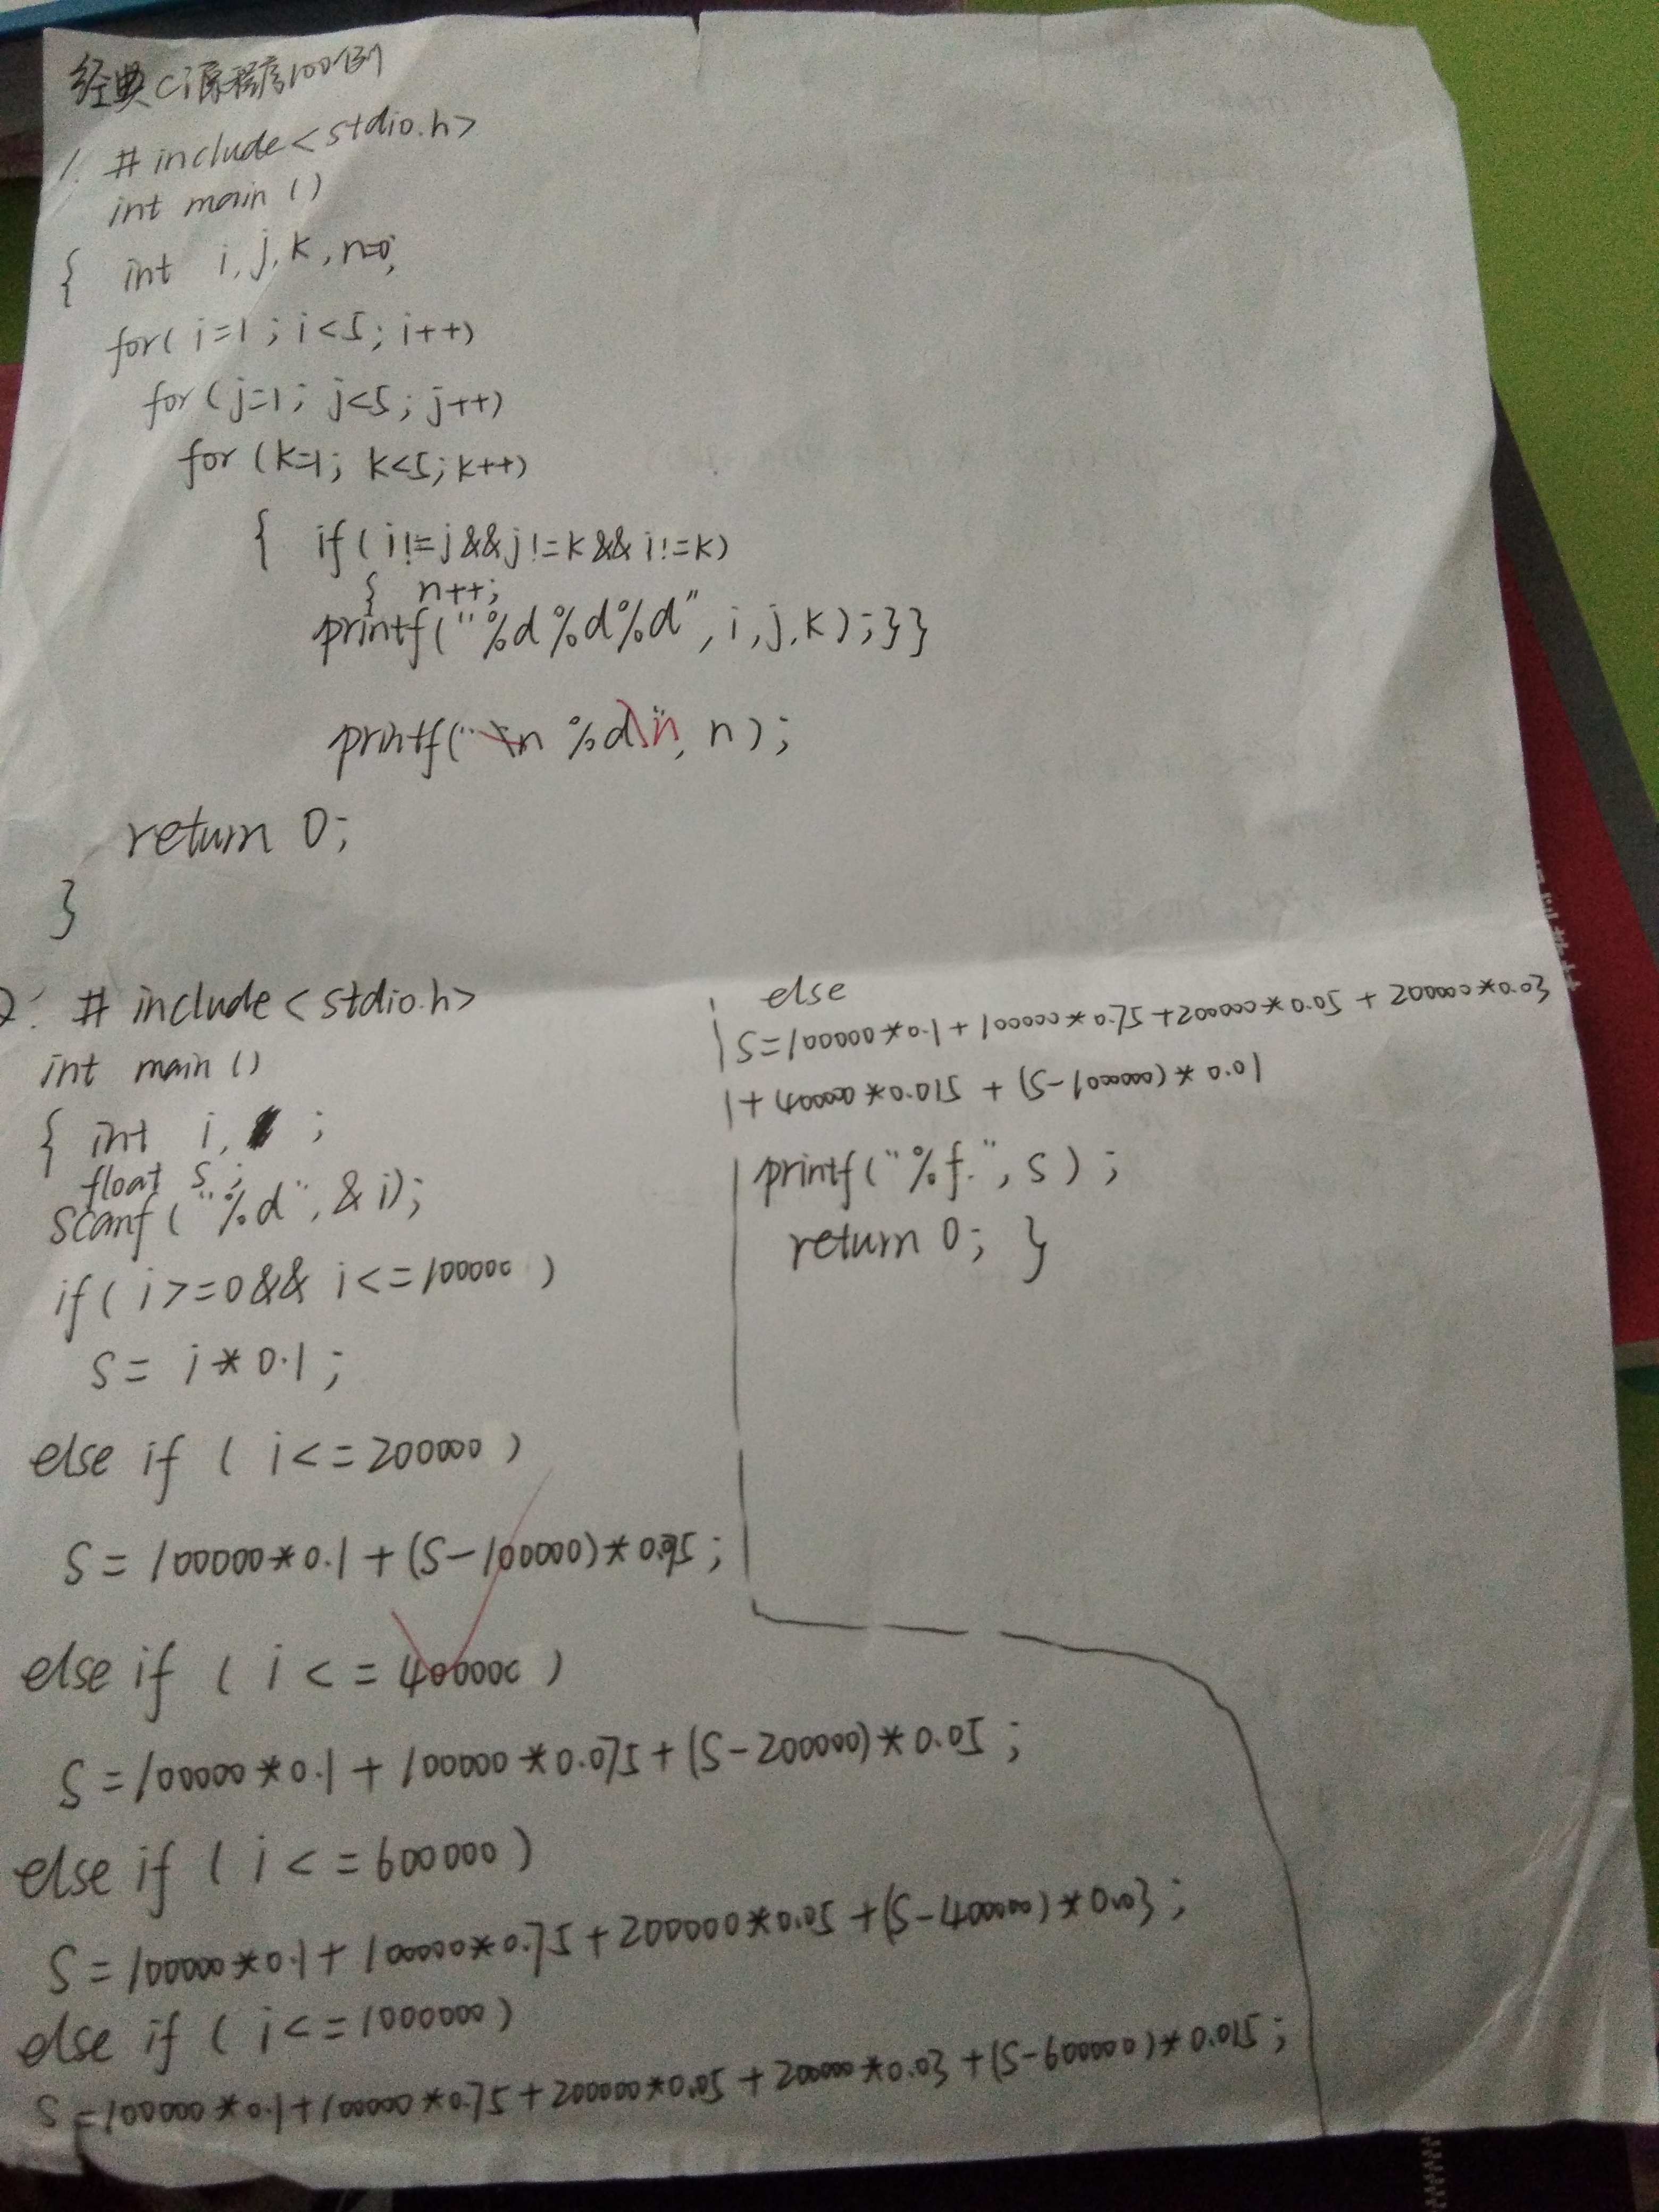 经典C源程序100例
1. #include<stdio.h>
int main()
{ int i,j,k,n=0;
for(i=1;i<5;i++)
for(j=1;j<5;j++)
for(k=1;k<5;k++)
{ if(i!=j&&j!=k&&i!=k)
{ n++;
printf("%d%d%d",i,j,k);}}
printf("\n %d\n",n);
return 0;
}
2. #include<stdio.h>
int main()
{ int i, ;
float s;
scanf("%d",&i);
if(i>=0&&i<=100000)
s=i*0.1;
else if(i<=200000)
s=100000*0.1+(s-100000)*0.75;
else if(i<=400000)
s=100000*0.1+100000*0.075+(s-200000)*0.05;
else if(i<=600000)
s=100000*0.1+100000*0.75+200000*0.05+(s-400000)*0.03;
else if(i<=1000000)
s=100000*0.1+100000*0.75+200000*0.05+200000*0.03+(s-600000)*0.015;
else
s=100000*0.1+100000*0.75+200000*0.05+200000*0.03
+400000*0.015+(s-1000000)*0.01
printf("%f.",s);
return 0; }